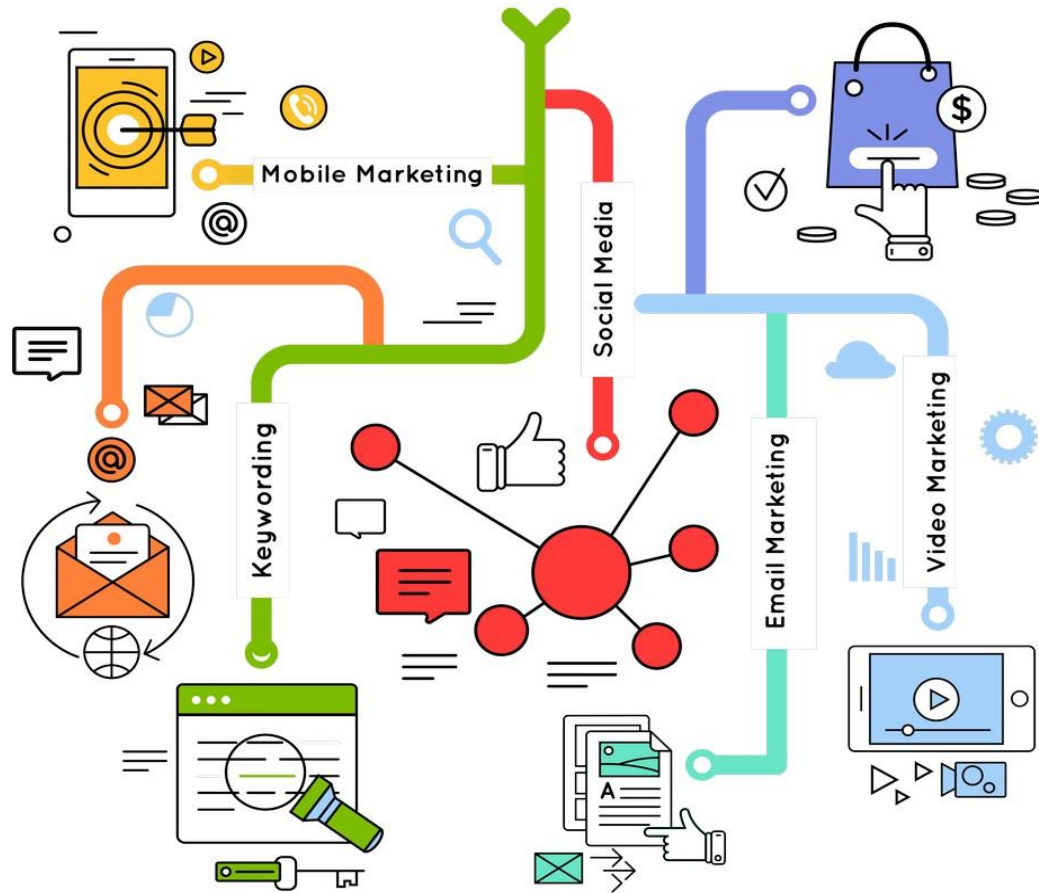 Mobile Marketing
Social Media
$
@
@
Keywording
Email Marketing
Video Marketing
A